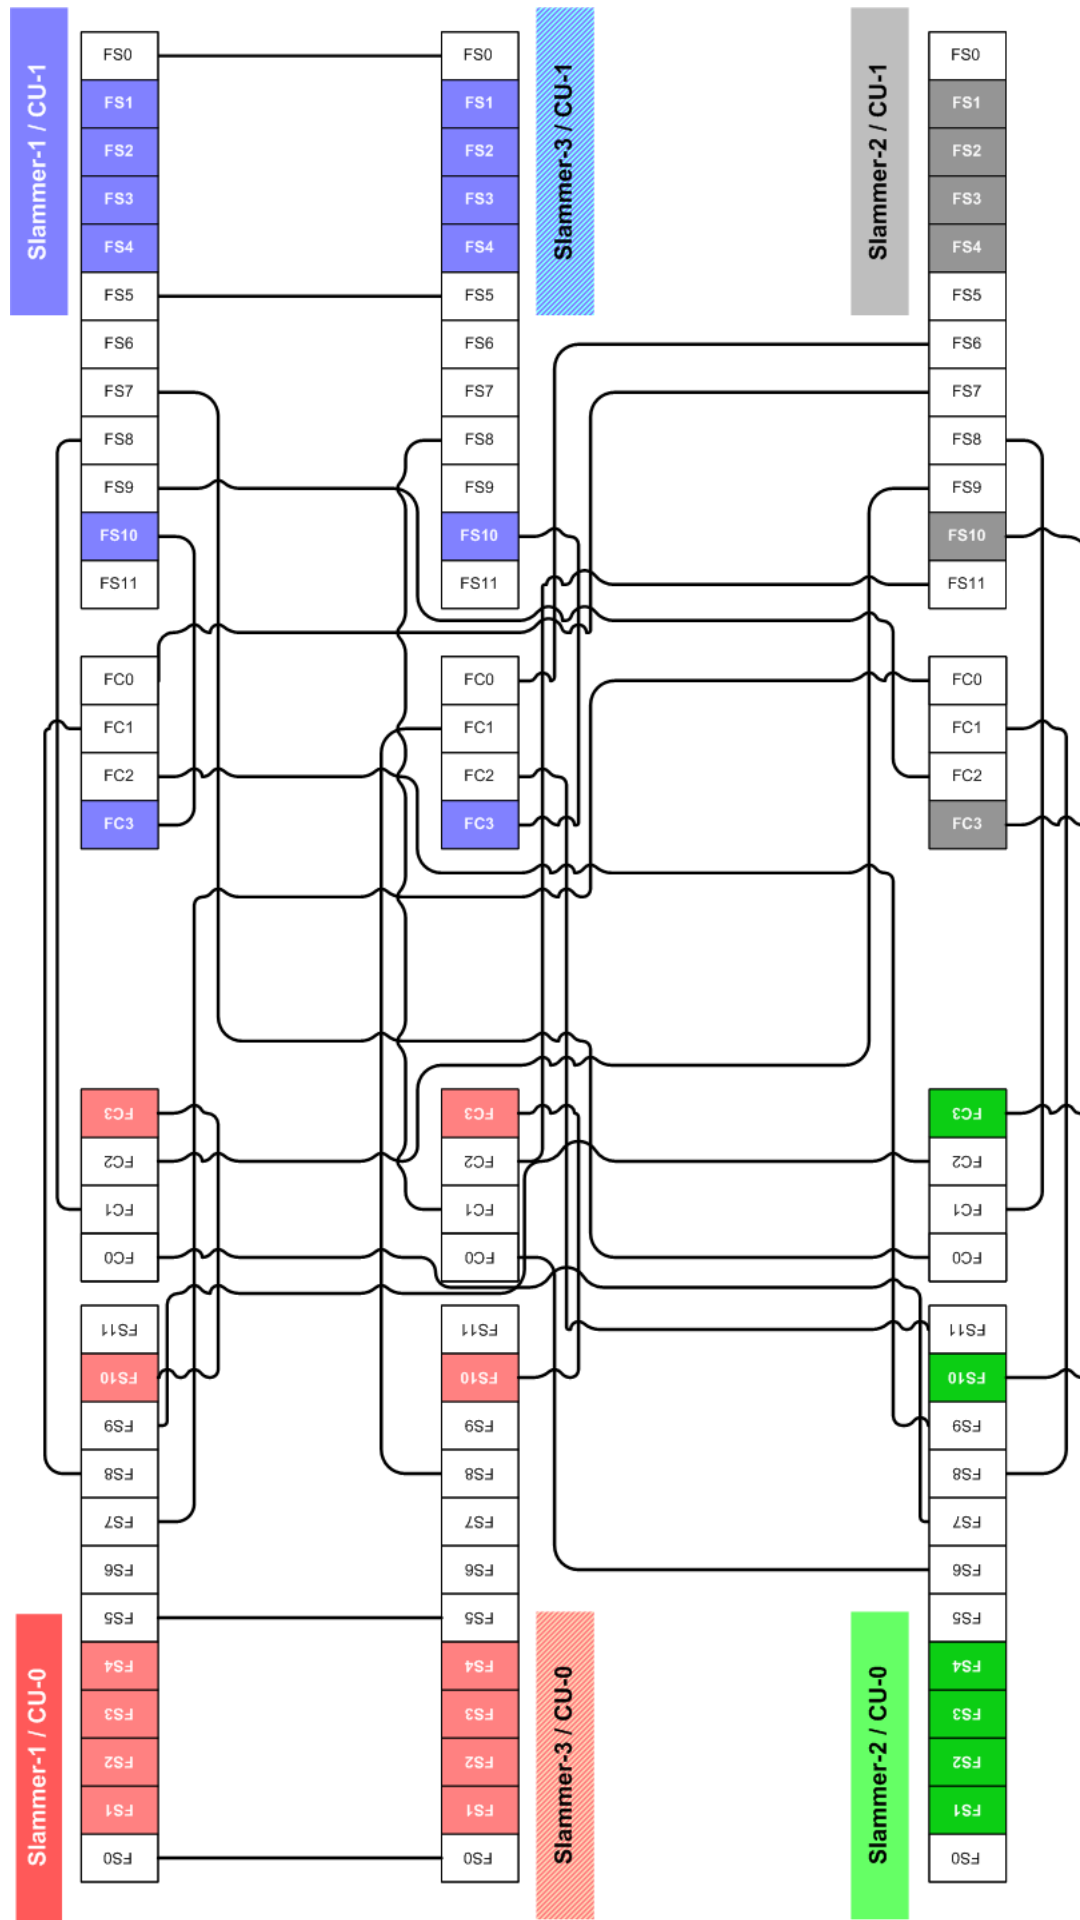 Slammer-1 / CU-1
FS0
FS1
FS2
FS3
FS4
FS5
FS6
FS7
FS8
FS9
FS10
FS11
FC0
FC1
FC2
FC3
FS0
FS1
FS2
FS3
FS4
FS5
FS6
FS7
FS8
FS9
FS10
FS11
FC0
FC1
FC2
FC3
Slammer-3 / CU-1
Slammer-2 / CU-1
FS0
FS1
FS2
FS3
FS4
FS5
FS6
FS7
FS8
FS9
FS10
FS11
FC0
FC1
FC2
FC3
Slammer-1 / CU-0
FC3
FC2
FC1
FC0
FS11
FS10
FS9
FS8
FS7
FS6
FS5
FS4
FS3
FS2
FS1
FS0
FC3
FC2
FC1
FC0
FS11
FS10
FS9
FS8
FS7
FS6
FS5
FS4
FS3
FS2
FS1
FS0
Slammer-3 / CU-0
Slammer-2 / CU-0
FC3
FC2
FC1
FC0
FS11
FS10
FS9
FS8
FS7
FS6
FS5
FS4
FS3
FS2
FS1
FS0